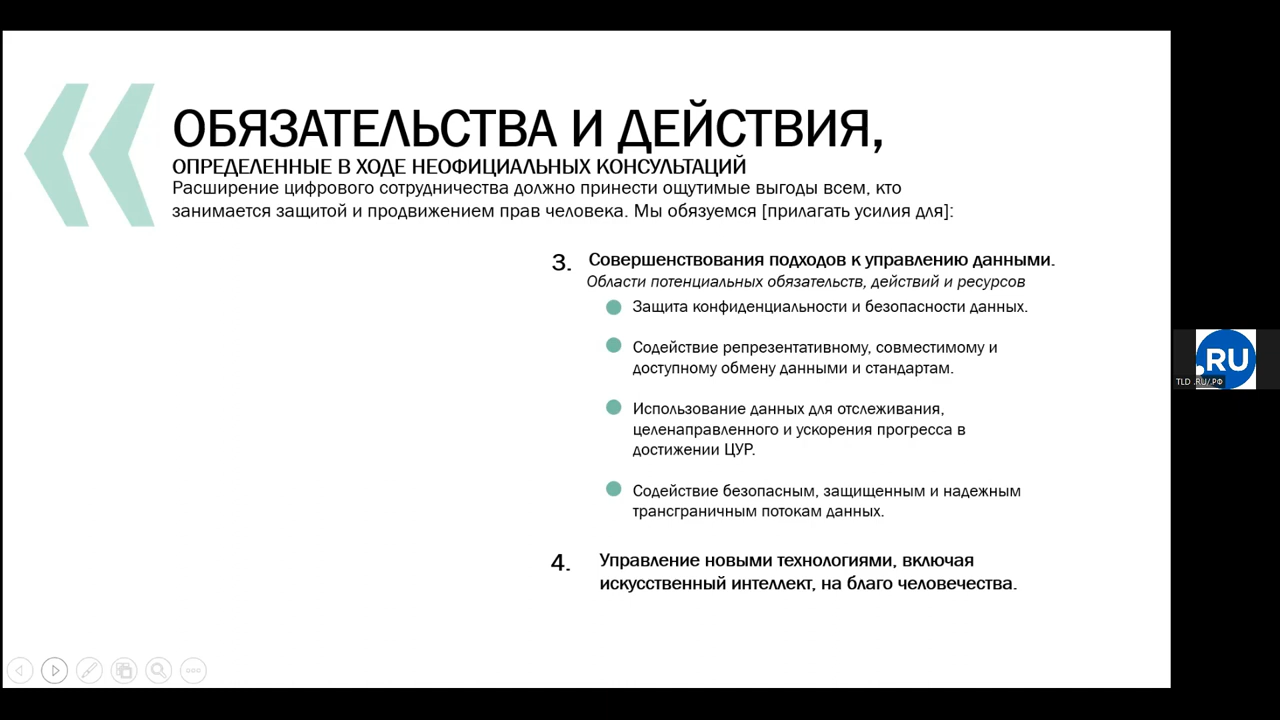 ОБЯЗАТЕЛЬСТВА И ДЕЙСТВИЯ,
ОПРЕДЕЛЕННЫЕ В ХОДЕ НЕОФИЦИАЛЬНЫХ КОНСУЛЬТАЦИЙ
Расширение цифрового сотрудничества должно принести ощутимые выгоды всем, кто
занимается защитой и продвижением прав человека. Мы обязуемся [прилагать усилия для]:
3. Совершенствования подходов к управлению данными.
Области потенциальных обязательств, действий и ресурсов
Защита конфиденциальности и безопасности данных.
Содействие репрезентативному, совместимому и
доступному обмену данными и стандартам.
Использование данных для отслеживания,
целенаправленного и ускорения прогресса в
достижении ЦУР.
Содействие безопасным, защищенным и надежным
трансграничным потокам данных.
4. Управление новыми технологиями, включая
искусственный интеллект, на благо человечества.
.RU
TLD .RU/.РФ